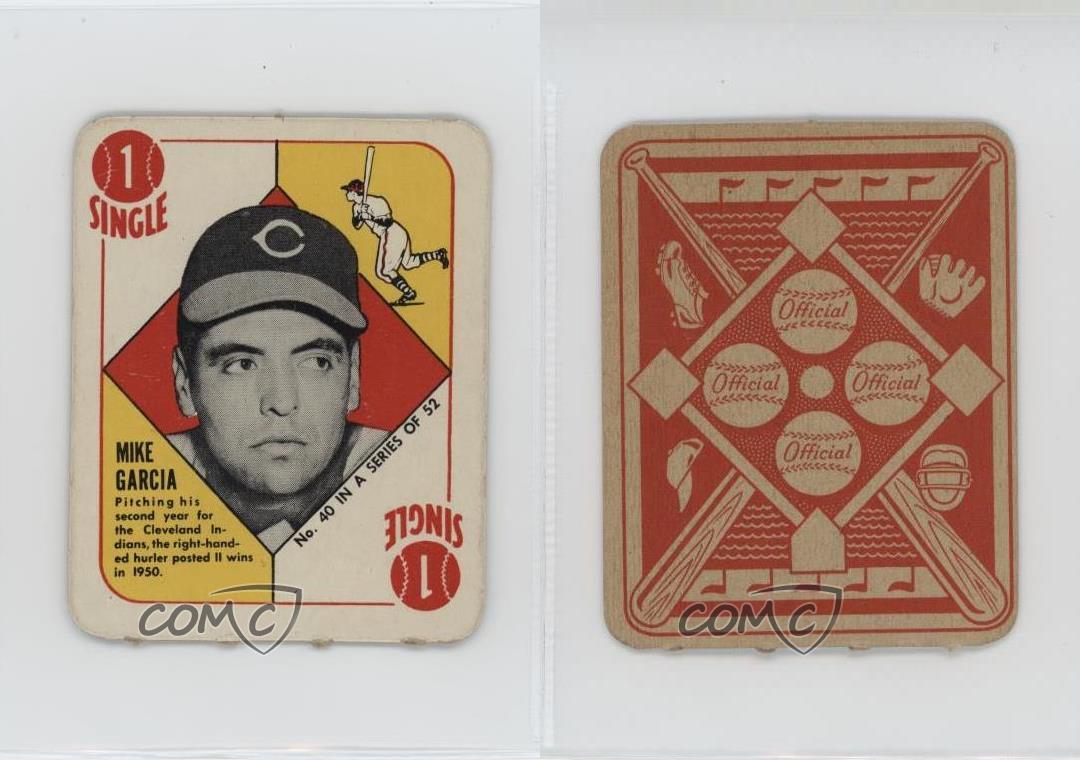 1
SINGLE
C
MIKE
GARCIA
Pitching his
second year for
the Cleveland In-
dians, the right-hand-
ed hurler posted 11 wins
in 1950.
No. 40 IN A SERIES OF 52
SINGLE
1
COMC
Official
Official Official
Official
COMC